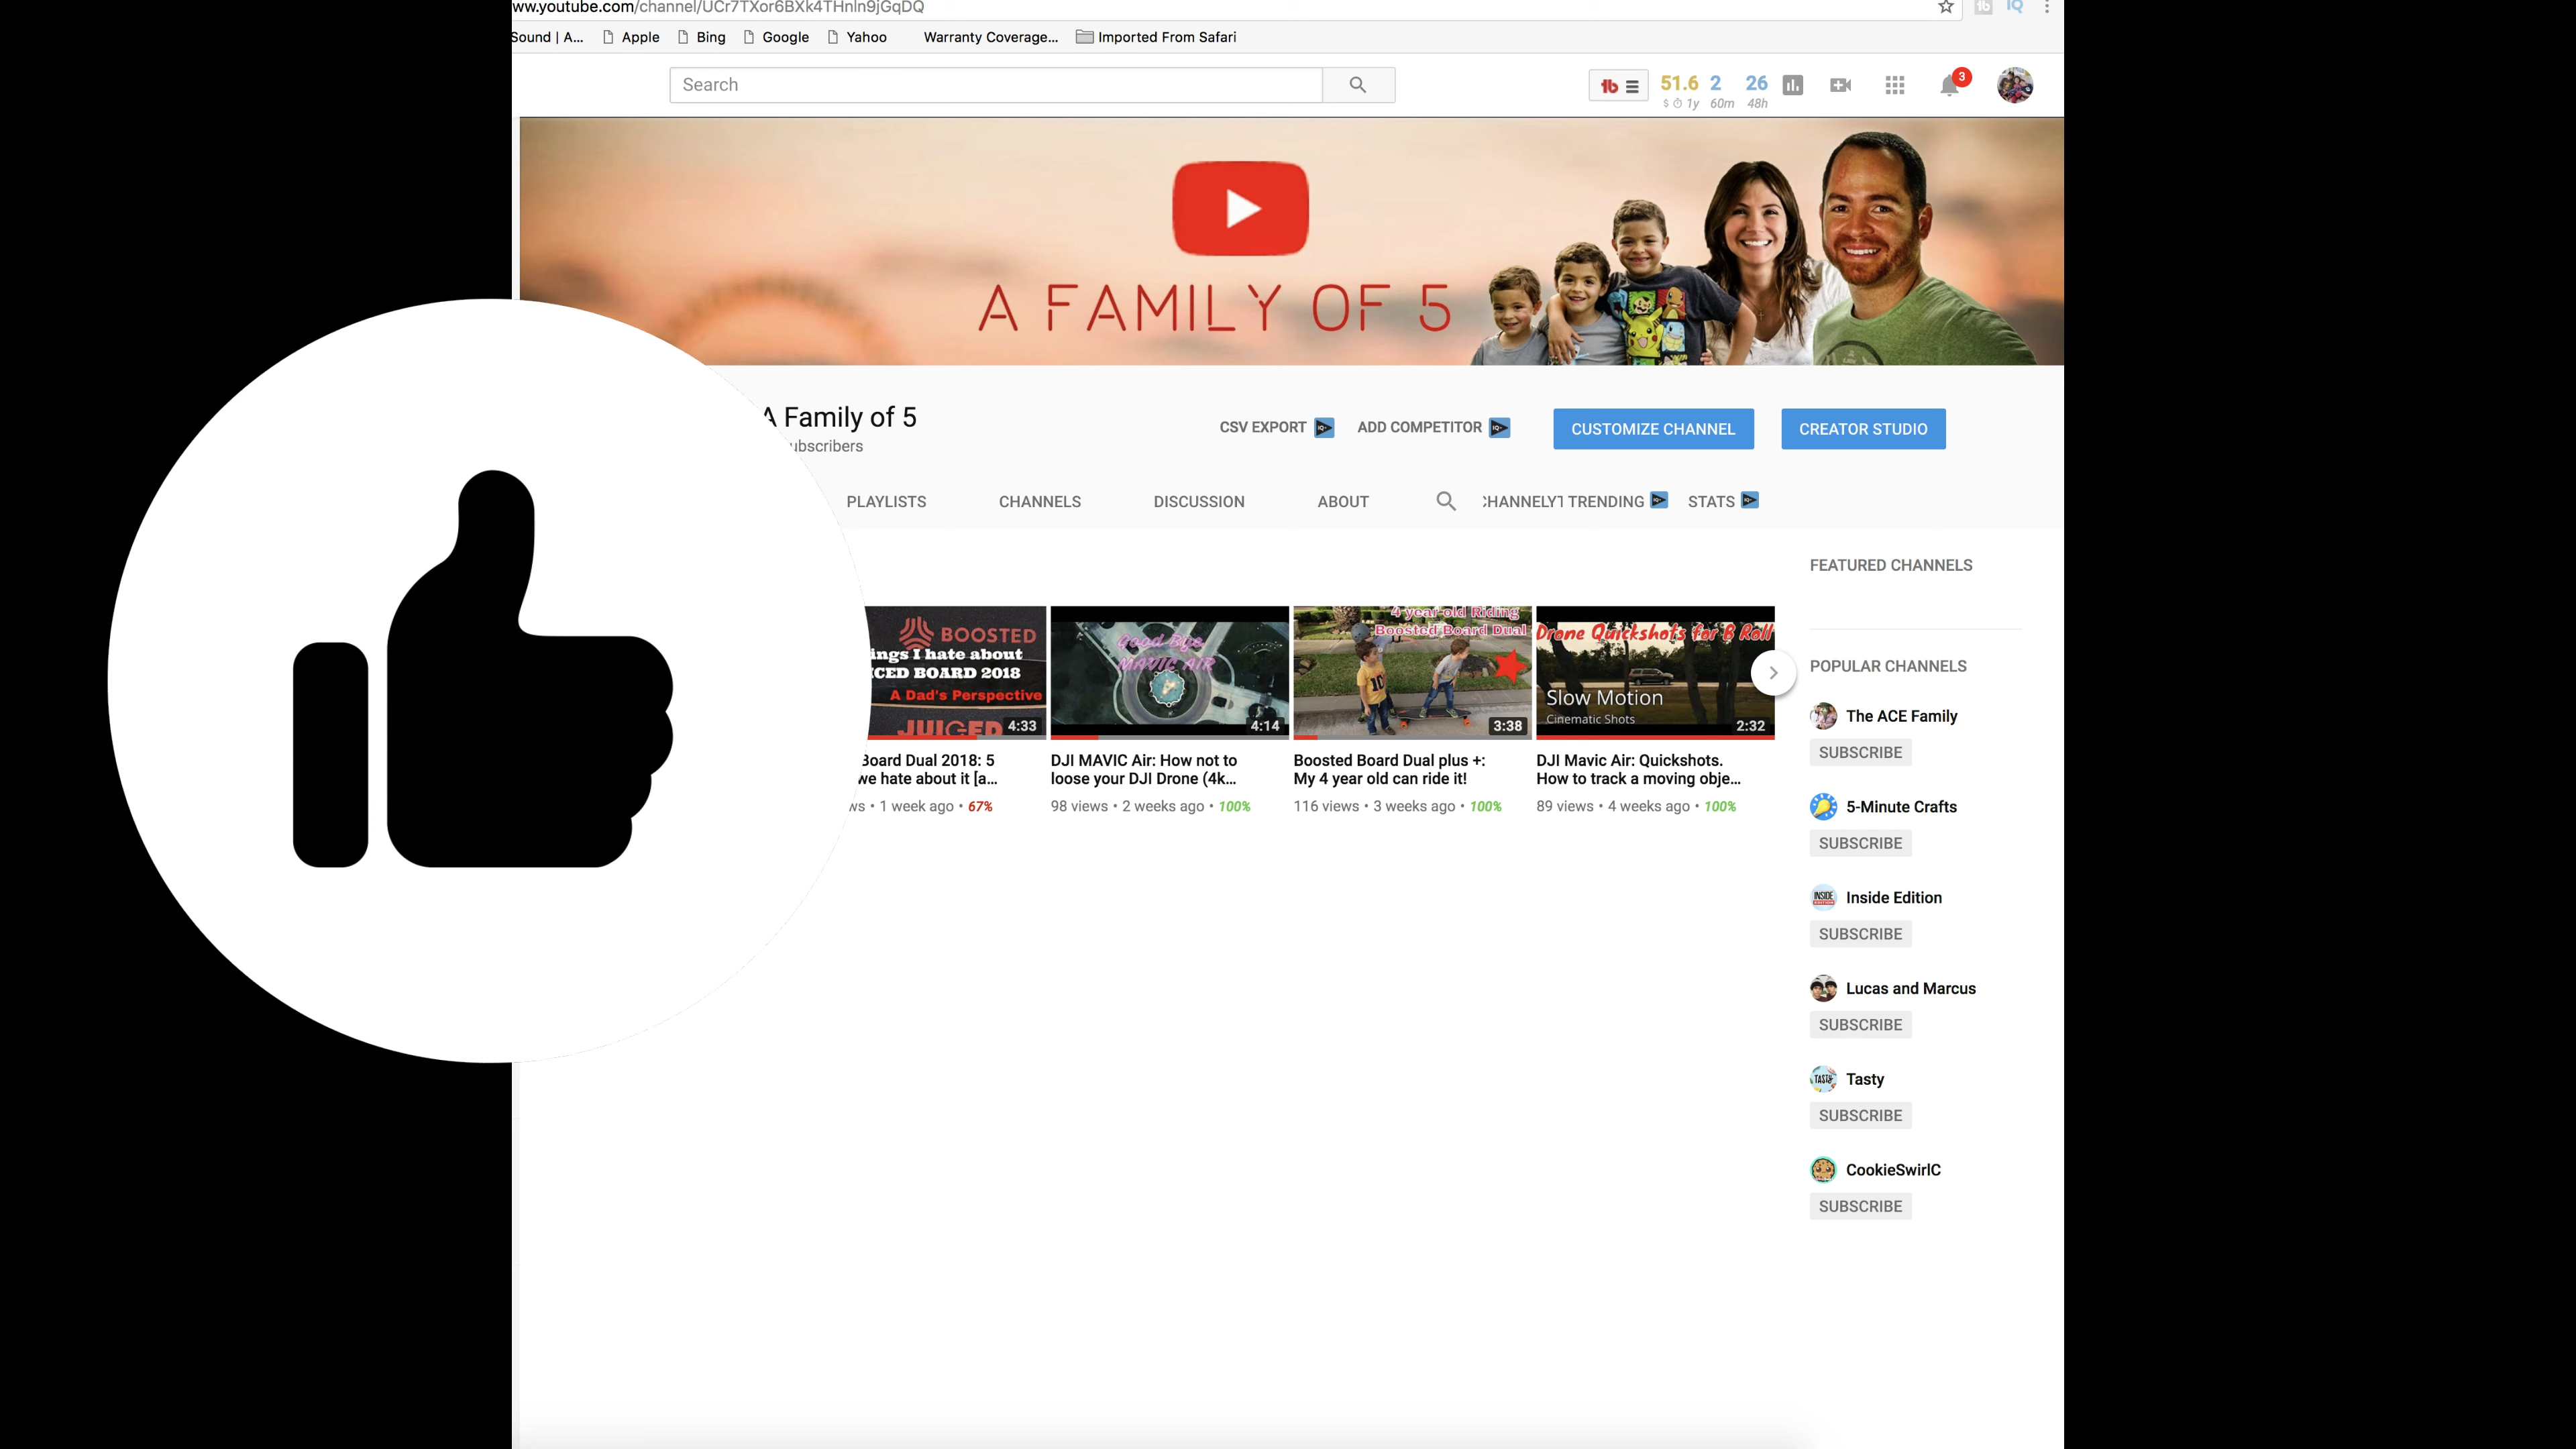 ww.youtube.com/channel/UCr7TXor6BXk4THnln9jGqDQ
Sound | A... Apple Bing Google Yahoo Warranty Coverage... Imported From Safari
Search
51.6 2 26
$ 1y 60m 48h
3
A FAMILY OF 5
A Family of 5
ubscribers
CSV EXPORT ADD COMPETITOR CUSTOMIZE CHANNEL CREATOR STUDIO
PLAYLISTS CHANNELS DISCUSSION ABOUT CHANNELYT TRENDING STATS
FEATURED CHANNELS
BOOSTED
ings I hate about
CED BOARD 2018
A Dad's Perspective
JUICED
4:33
Good Bye
MAVIC AIR
4:14
4 year old Riding
Boosted Board Dual
3:38
Drone Quickshots for B Roll
Slow Motion
Cinematic Shots
2:32
Board Dual 2018: 5
we hate about it [a...
ws • 1 week ago • 67%
DJI MAVIC Air: How not to
loose your DJI Drone (4k...
98 views • 2 weeks ago • 100%
Boosted Board Dual plus +:
My 4 year old can ride it!
116 views • 3 weeks ago • 100%
DJI Mavic Air: Quickshots.
How to track a moving obje...
89 views • 4 weeks ago • 100%
POPULAR CHANNELS
The ACE Family
SUBSCRIBE
5-Minute Crafts
SUBSCRIBE
Inside Edition
SUBSCRIBE
Lucas and Marcus
SUBSCRIBE
Tasty
SUBSCRIBE
CookieSwirlC
SUBSCRIBE